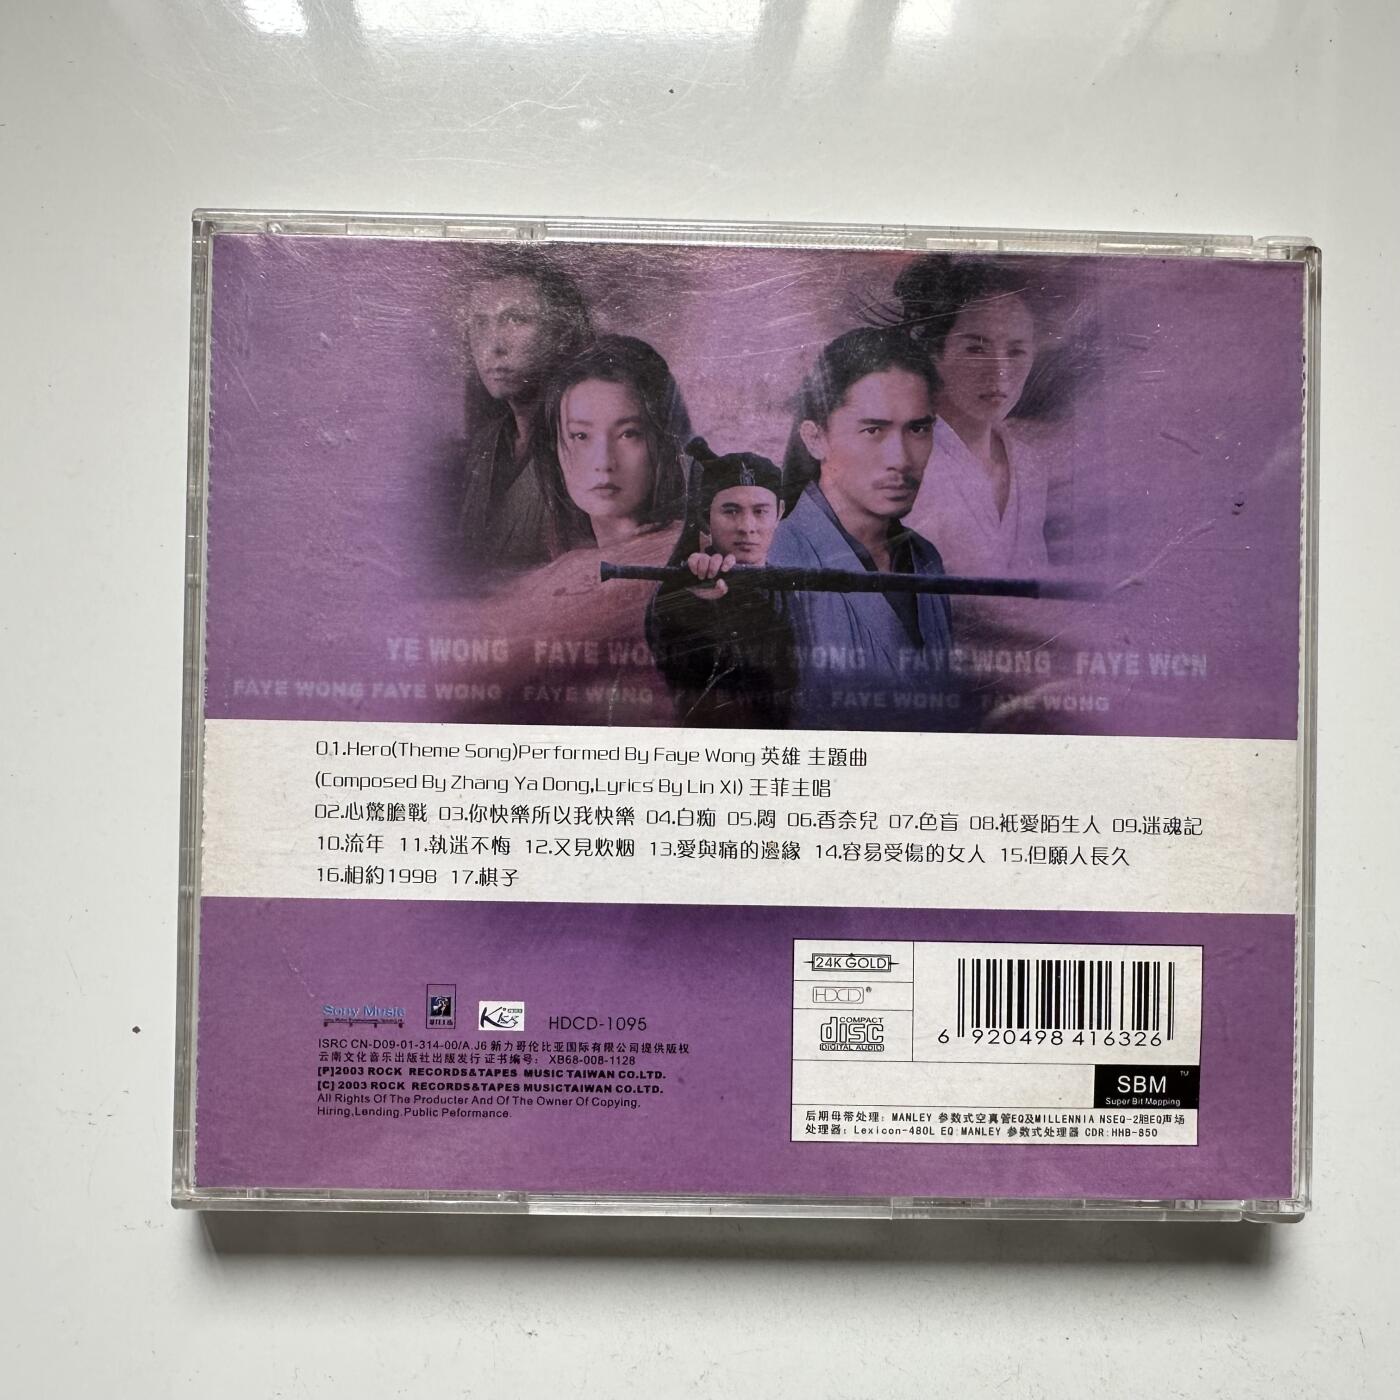 YE WONG FAYE WONG FAYE WONG FAYE WONG FAYE WON
FAYE WONG FAYE WONG FAYE WONG FAYE WONG FAYE WONG FAYE WONG
01.Hero(Theme Song)Performed By Faye Wong 英雄 主題曲
(Composed By Zhang Ya Dong,Lyrics By Lin XI) 王菲主唱
02.心驚膽戰 03.你快樂所以我快樂 04.白痴 05.悶 06.香奈兒 07.色盲 08.衹愛陌生人 09.迷魂記
10.流年 11.執迷不悔 12.又見炊烟 13.愛與痛的邊緣 14.容易受傷的女人 15.但願人長久
16.相約1998 17.棋子
Sony Music
HDCD-1095
ISRC CN-D09-01-314-00/A.J6 新力哥伦比亚国际有限公司提供版权
云南文化音乐出版社出版发行 证书编号： XB68-008-1128
[P]2003 ROCK RECORDS&TAPES MUSIC TAIWAN CO.LTD.
[C] 2003 ROCK RECORDS&TAPES MUSICTAIWAN CO.LTD.
All Rights Of The Producter And Of The Owner Of Copying,
Hiring,Lending.Public Peformance.
24K GOLD
HDCD®
COMPACT
disc
DIGITAL AUDIO
6 920498 416326
SBM TM
Super Bit Mapping
后期母带处理：MANLEY 参数式空真管EQ及MILLENNIA NSEQ-2胆EQ声场
处理器：Lexicon-480L EQ:MANLEY 参数式处理器 CDR:HHB-850